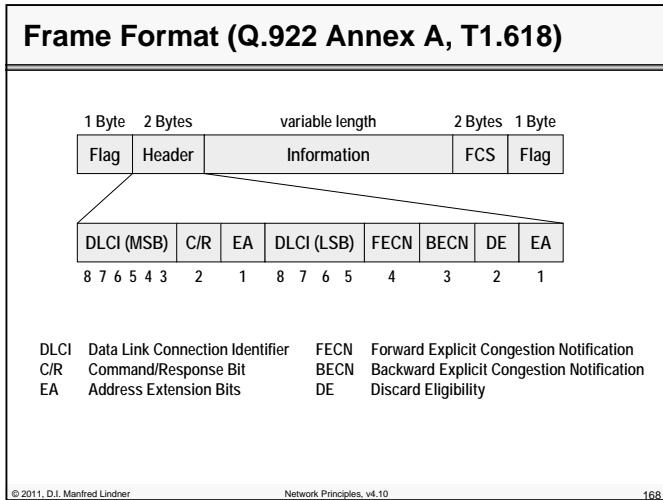 Frame Format (Q.922 Annex A, T1.618)
1 Byte 2 Bytes variable length 2 Bytes 1 Byte
Flag Header Information FCS Flag
DLCI (MSB) C/R EA DLCI (LSB) FECN BECN DE EA
8 7 6 5 4 3 2 1 8 7 6 5 4 3 2 1
DLCI Data Link Connection Identifier FECN Forward Explicit Congestion Notification
C/R Command/Response Bit BECN Backward Explicit Congestion Notification
EA Address Extension Bits DE Discard Eligibility
© 2011, D.I. Manfred Lindner Network Principles, v4.10 168